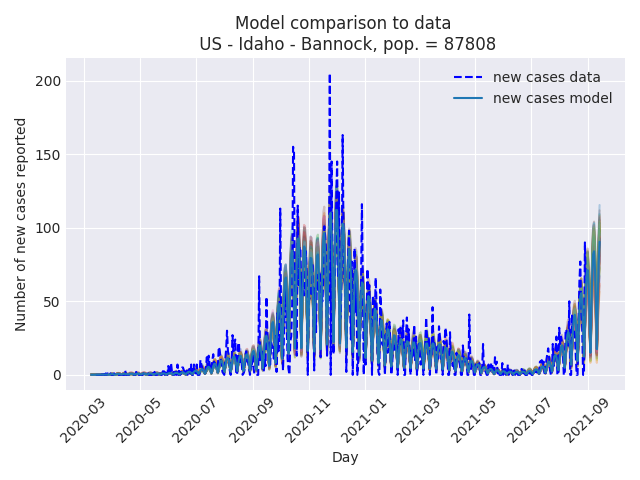 Model comparison to data
US - Idaho - Bannock, pop. = 87808
new cases data
new cases model
Number of new cases reported
200
150
100
50
0
2020-03
2020-05
2020-07
2020-09
2020-11
2021-01
2021-03
2021-05
2021-07
2021-09
Day